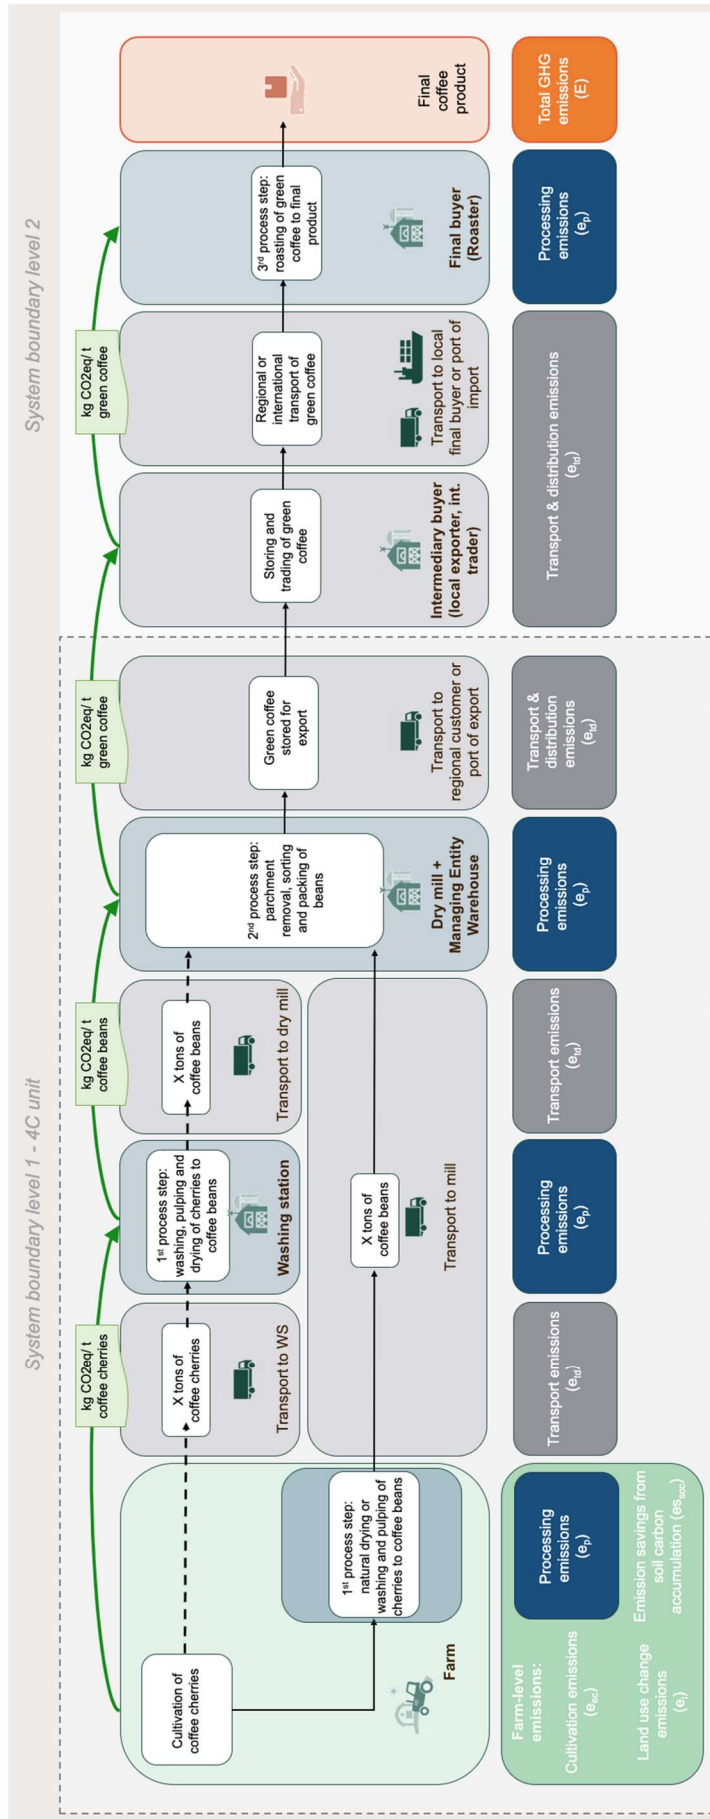 System boundary level 1 - 4C unit
System boundary level 2
kg CO2eq/ t
coffee cherries
kg CO2eq/ t
coffee beans
kg CO2eq/ t
green coffee
kg CO2eq/ t
green coffee
Cultivation of
coffee cherries
Farm
1st process step:
natural drying or
washing and pulping of
cherries to coffee beans
X tons of
coffee cherries
Transport to WS
1st process step:
washing, pulping and
drying of cherries to
coffee beans
Washing station
X tons of
coffee beans
Transport to dry mill
X tons of
coffee beans
Transport to mill
2nd process step:
parchment
removal, sorting
and packing of
beans
Dry mill +
Managing Entity
Warehouse
Green coffee
stored for
export
Transport to
regional customer or
port of export
Storing and
trading of green
coffee
Intermediary buyer
(local exporter, int.
trader)
Regional or
international
transport of
green coffee
Transport to local
final buyer or port of
import
3rd process step:
roasting of green
coffee to final
product
Final buyer
(Roaster)
Final
coffee
product
Farm-level
emissions:
Cultivation emissions
(eec)
Land use change
emissions
(el)
Processing
emissions
(ep)
Emission savings from
soil carbon
accumulation (essoc)
Transport emissions
(etd)
Processing
emissions
(ep)
Transport emissions
(etd)
Processing
emissions
(ep)
Transport &
distribution
emissions
(etd)
Transport & distribution emissions
(etd)
Processing
emissions
(ep)
Total GHG
emissions
(E)